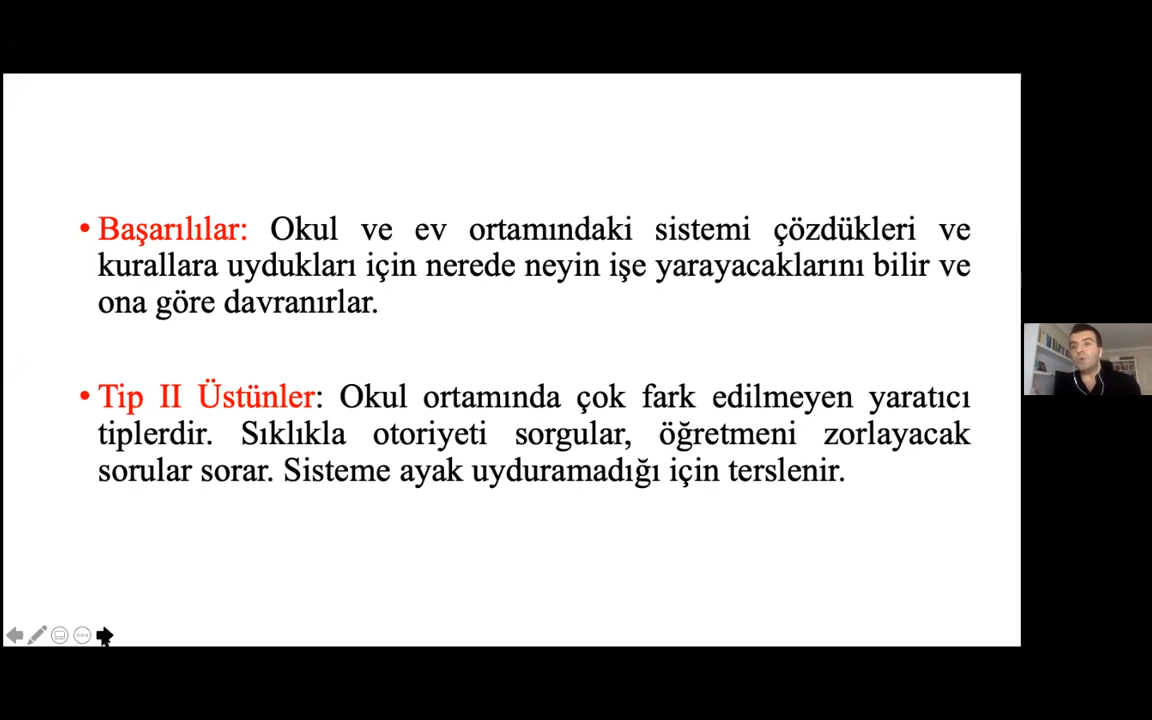 • Başarılılar: Okul ve ev ortamındaki sistemi çözdükleri ve
kurallara uydukları için nerede neyin işe yarayacaklarını bilir ve
ona göre davranırlar.
• Tip II Üstünler: Okul ortamında çok fark edilmeyen yaratıcı
tiplerdir. Sıklıkla otoriyeti sorgular, öğretmeni zorlayacak
sorular sorar. Sisteme ayak uyduramadığı için terslenir.